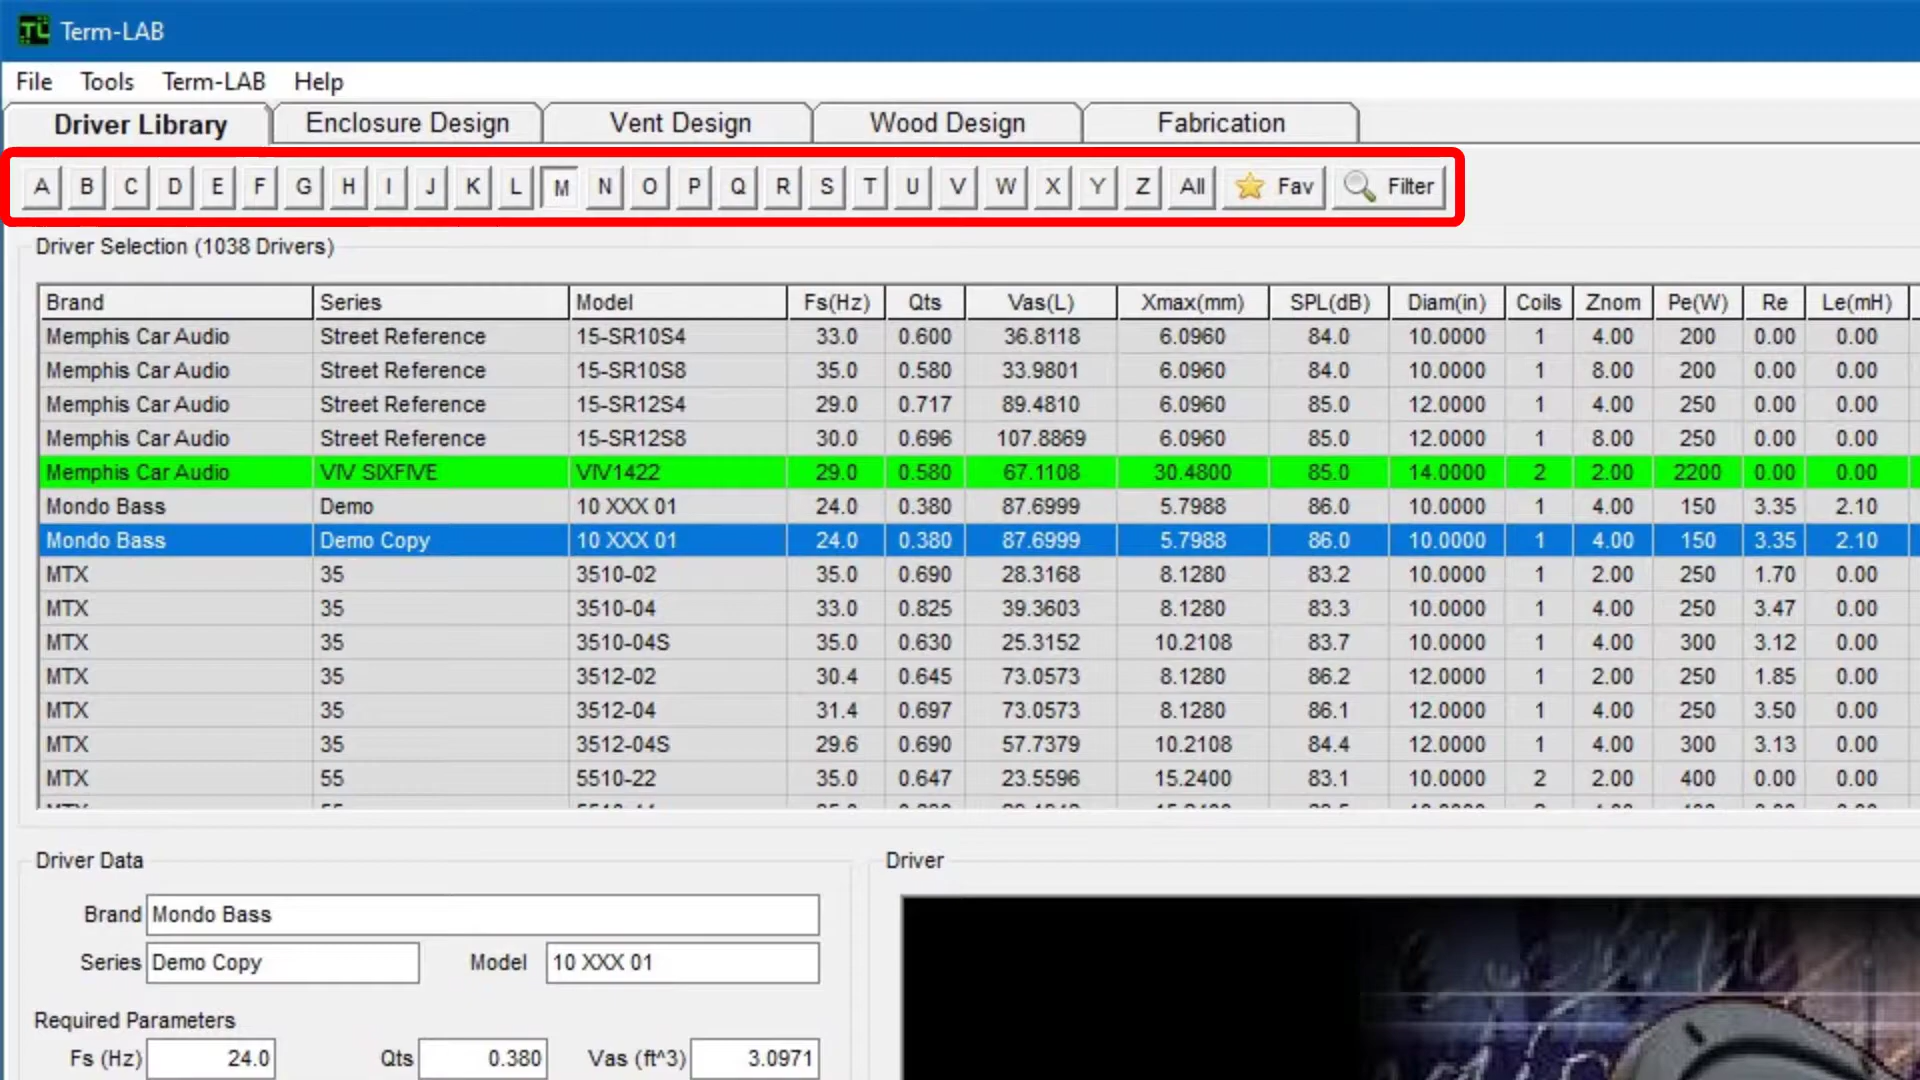 Term-LAB
File Tools Term-LAB Help
Driver Library Enclosure Design Vent Design Wood Design Fabrication
A B C D E F G H I J K L M N O P Q R S T U V W X Y Z All Fav Filter
Driver Selection (1038 Drivers)
Brand Series Model Fs(Hz) Qts Vas(L) Xmax(mm) SPL(dB) Diam(in) Coils Znom Pe(W) Re Le(mH)
Memphis Car Audio Street Reference 15-SR10S4 33.0 0.600 36.8118 6.0960 84.0 10.0000 1 4.00 200 0.00 0.00
Memphis Car Audio Street Reference 15-SR10S8 35.0 0.580 33.9801 6.0960 84.0 10.0000 1 8.00 200 0.00 0.00
Memphis Car Audio Street Reference 15-SR12S4 29.0 0.717 89.4810 6.0960 85.0 12.0000 1 4.00 250 0.00 0.00
Memphis Car Audio Street Reference 15-SR12S8 30.0 0.696 107.8869 6.0960 85.0 12.0000 1 8.00 250 0.00 0.00
Memphis Car Audio VIV SIXFIVE VIV1422 29.0 0.580 67.1108 30.4800 85.0 14.0000 2 2.00 2200 0.00 0.00
Mondo Bass Demo 10 XXX 01 24.0 0.380 87.6999 5.7988 86.0 10.0000 1 4.00 150 3.35 2.10
Mondo Bass Demo Copy 10 XXX 01 24.0 0.380 87.6999 5.7988 86.0 10.0000 1 4.00 150 3.35 2.10
MTX 35 3510-02 35.0 0.690 28.3168 8.1280 83.2 10.0000 1 2.00 250 1.70 0.00
MTX 35 3510-04 33.0 0.825 39.3603 8.1280 83.3 10.0000 1 4.00 250 3.47 0.00
MTX 35 3510-04S 35.0 0.630 25.3152 10.2108 83.7 10.0000 1 4.00 300 3.12 0.00
MTX 35 3512-02 30.4 0.645 73.0573 8.1280 86.2 12.0000 1 2.00 250 1.85 0.00
MTX 35 3512-04 31.4 0.697 73.0573 8.1280 86.1 12.0000 1 4.00 250 3.50 0.00
MTX 35 3512-04S 29.6 0.690 57.7379 10.2108 84.4 12.0000 1 4.00 300 3.13 0.00
MTX 55 5510-22 35.0 0.647 23.5596 15.2400 83.1 10.0000 2 2.00 400 0.00 0.00
Driver Data Driver
Brand Mondo Bass
Series Demo Copy Model 10 XXX 01
Required Parameters
Fs (Hz) 24.0 Qts 0.380 Vas (ft^3) 3.0971